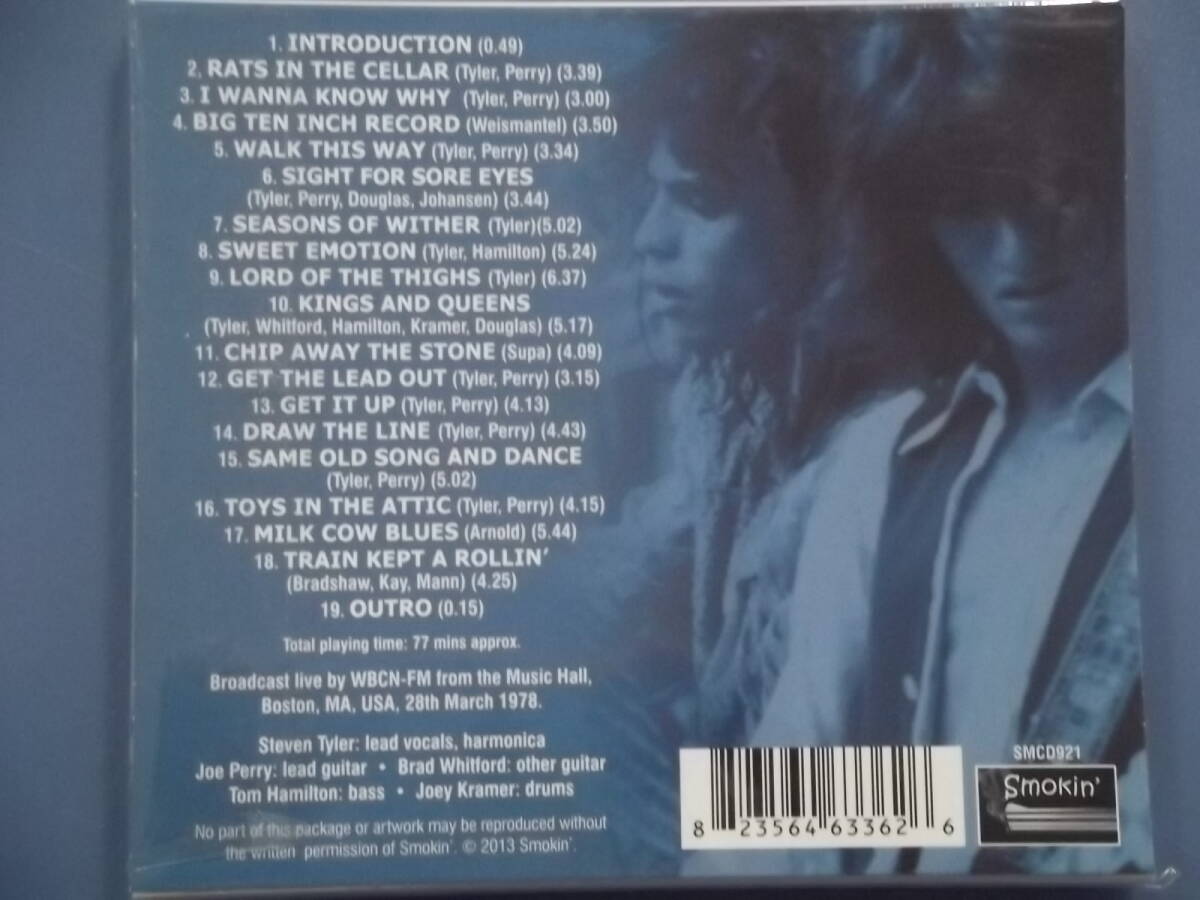 1. INTRODUCTION (0.49)
2, RATS IN THE CELLAR (Tyler, Perry) (3.39)
3. I WANNA KNOW WHY (Tyler, Perry) (3.00)
4. BIG TEN INCH RECORD (Weismantel) (3.50)
5. WALK THIS WAY (Tyler, Perry) (3.34)
6. SIGHT FOR SORE EYES
(Tyler, Perry, Douglas, Johansen) (3.44)
7. SEASONS OF WITHER (Tyler)(5.02)
8. SWEET EMOTION (Tyler, Hamilton) (5.24)
9. LORD OF THE THIGHS (Tyler) (6.37)
10. KINGS AND QUEENS
(Tyler, Whitford, Hamilton, Kramer, Douglas) (5.17)
11. CHIP AWAY THE STONE (Supa) (4.09)
12. GET THE LEAD OUT (Tyler, Perry) (3.15)
13. GET IT UP (Tyler, Perry) (4.13)
14. DRAW THE LINE (Tyler, Perry) (4.43)
15. SAME OLD SONG AND DANCE
(Tyler, Perry) (5.02)
16. TOYS IN THE ATTIC (Tyler, Perry) (4.15)
17. MILK COW BLUES (Arnold) (5.44)
18. TRAIN KEPT A ROLLIN'
(Bradshaw, Kay, Mann) (4.25)
19. OUTRO (0.15)
Total playing time: 77 mins approx.
Broadcast live by WBCN-FM from the Music Hall,
Boston, MA, USA, 28th March 1978.
Steven Tyler: lead vocals, harmonica
Joe Perry: lead guitar • Brad Whitford: other guitar
Tom Hamilton: bass • Joey Kramer: drums
No part of this package or artwork may be reproduced without
the written permission of Smokin'. © 2013 Smokin'.
8 23564 63362 6
SMCD921
Smokin'